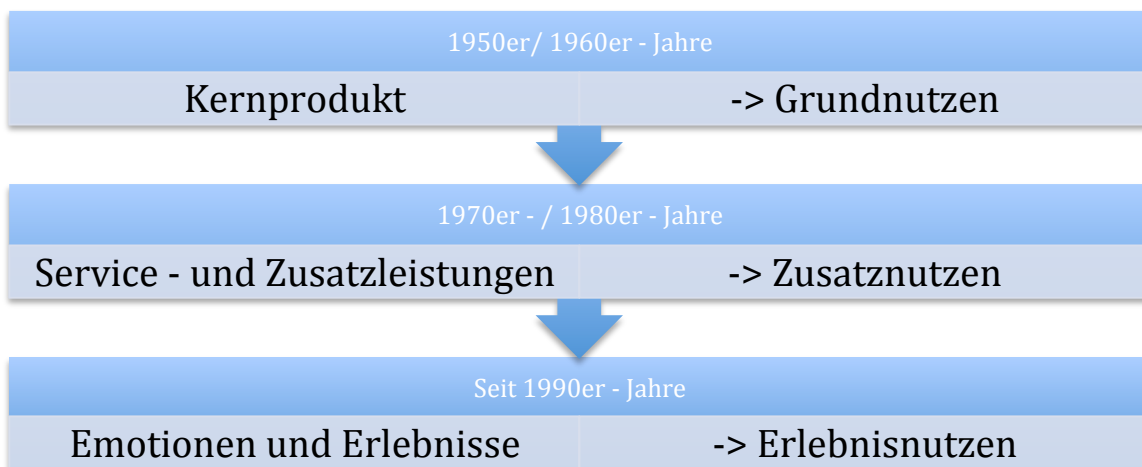 1950er/ 1960er - Jahre
Kernprodukt -> Grundnutzen
1970er - / 1980er - Jahre
Service - und Zusatzleistungen -> Zusatznutzen
Seit 1990er - Jahre
Emotionen und Erlebnisse -> Erlebnisnutzen